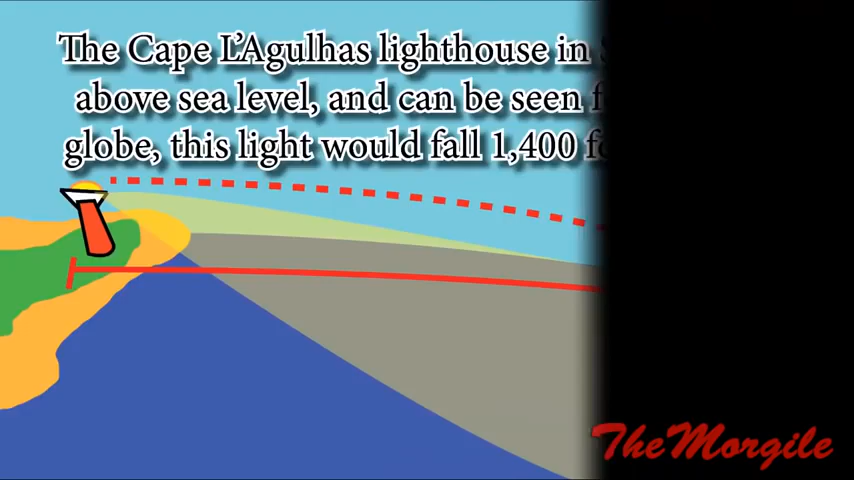 The Cape L’Agulhas lighthouse in
above sea level, and can be seen
globe, this light would fall 1,400
TheMorgile